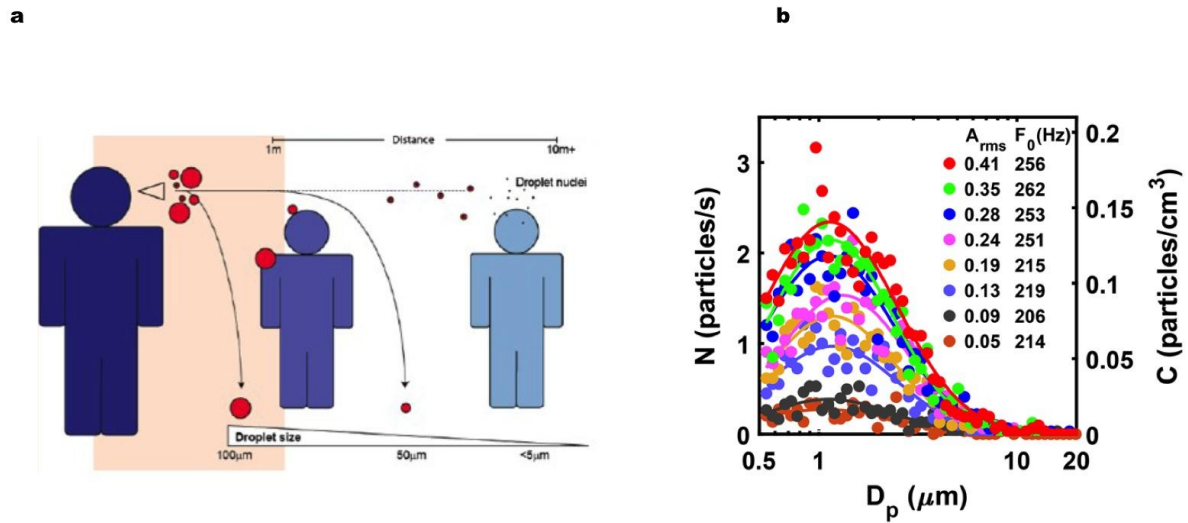 a
b
Distance
1m
10m+
Droplet nuclei
Droplet size
100μm
50μm
<5μm
N (particles/s)
3
2
1
0
A_rms F_0(Hz)
0.41 256
0.35 262
0.28 253
0.24 251
0.19 215
0.13 219
0.09 206
0.05 214
0.2
0.15
0.1
0.05
0
C (particles/cm³)
0.5 1 10 20
D_p (μm)